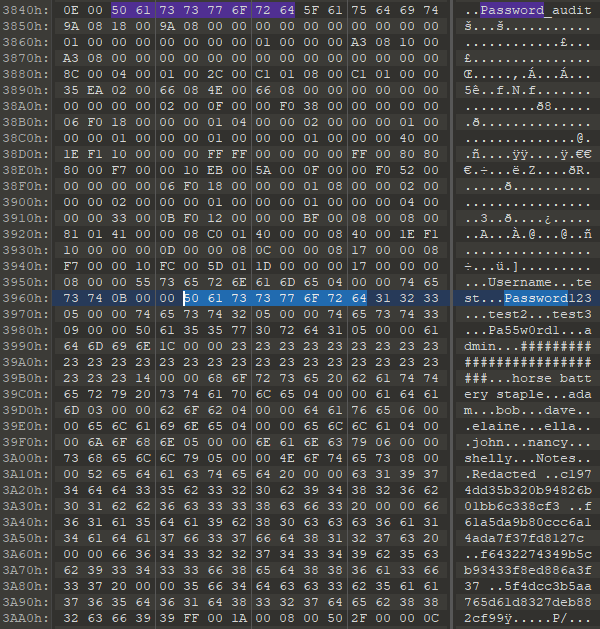 3840h: 0E 00 50 61 73 73 77 6F 72 64 5F 61 75 64 69 74 ..Password_audit
3850h: 9A 08 18 00 9A 08 00 00 00 00 00 00 00 00 00 00 š...š...........
3860h: 01 00 00 00 00 00 00 00 01 00 00 00 A3 08 10 00 ............£...
3870h: A3 08 00 00 00 00 00 00 00 00 00 00 00 00 00 00 £...............
3880h: 8C 00 04 00 01 00 2C 00 C1 01 08 00 C1 01 00 00 Œ.....,.Á...Á...
3890h: 35 EA 02 00 66 08 4E 00 66 08 00 00 00 00 00 00 5ê..f.N.f.......
38A0h: 00 00 00 00 02 00 0F 00 00 F0 38 00 00 00 00 00 .........ð8.....
38B0h: 06 F0 18 00 00 00 01 04 00 00 02 00 00 00 01 00 .ð..............
38C0h: 00 00 01 00 00 00 01 00 00 00 01 00 00 00 40 00 ..............@.
38D0h: 1E F1 10 00 00 00 FF FF 00 00 00 00 FF 00 80 80 .ñ....ÿÿ....ÿ.€€
38E0h: 80 00 F7 00 00 10 EB 00 5A 00 0F 00 00 F0 52 00 €.÷...ë.Z....ðR.
38F0h: 00 00 00 00 06 F0 18 00 00 00 01 08 00 00 02 00 .....ð..........
3900h: 00 00 02 00 00 00 01 00 00 00 01 00 00 00 04 00 ................
3910h: 00 00 33 00 0B F0 12 00 00 00 BF 00 08 00 08 00 ..3..ð....¿.....
3920h: 81 01 41 00 00 08 C0 01 40 00 00 08 40 00 1E F1 ..A...À.@...@..ñ
3930h: 10 00 00 00 0D 00 00 08 0C 00 00 08 17 00 00 08 ................
3940h: F7 00 00 10 FC 00 5D 01 1D 00 00 00 17 00 00 00 ÷...ü.].........
3950h: 08 00 00 55 73 65 72 6E 61 6D 65 04 00 00 74 65 ...Username...te
3960h: 73 74 0B 00 00 50 61 73 73 77 6F 72 64 31 32 33 st...Password123
3970h: 05 00 00 74 65 73 74 32 05 00 00 74 65 73 74 33 ...test2...test3
3980h: 09 00 00 50 61 35 35 77 30 72 64 31 05 00 00 61 ...Pa55w0rd1...a
3990h: 64 6D 69 6E 1C 00 00 23 23 23 23 23 23 23 23 23 dmin...#########
39A0h: 23 23 23 23 23 23 23 23 23 23 23 23 23 23 23 23 ################
39B0h: 23 23 23 14 00 00 68 6F 72 73 65 20 62 61 74 74 ###...horse batt
39C0h: 65 72 79 20 73 74 61 70 6C 65 04 00 00 61 64 61 ery staple...ada
39D0h: 6D 03 00 00 62 6F 62 04 00 00 64 61 76 65 06 00 m...bob...dave..
39E0h: 00 65 6C 61 69 6E 65 04 00 00 65 6C 6C 61 04 00 .elaine...ella..
39F0h: 00 6A 6F 68 6E 05 00 00 6E 61 6E 63 79 06 00 00 .john...nancy...
3A00h: 73 68 65 6C 6C 79 05 00 00 4E 6F 74 65 73 08 00 shelly...Notes..
3A10h: 00 52 65 64 61 63 74 65 64 20 00 00 63 31 39 37 .Redacted ..c197
3A20h: 34 64 64 33 35 62 33 32 30 62 39 34 38 32 36 62 4dd35b320b94826b
3A30h: 30 31 62 62 36 63 33 33 38 63 66 33 20 00 00 66 01bb6c338cf3 ..f
3A40h: 36 31 61 35 64 61 39 62 38 30 63 63 63 36 61 31 61a5da9b80ccc6a1
3A50h: 34 61 64 61 37 66 33 37 66 64 38 31 32 37 63 20 4ada7f37fd8127c 
3A60h: 00 00 66 36 34 33 32 32 37 34 33 34 39 62 35 63 ..f6432274349b5c
3A70h: 62 39 33 34 33 33 66 38 65 64 38 38 36 61 33 66 b93433f8ed886a3f
3A80h: 33 37 20 00 00 35 66 34 64 63 63 33 62 35 61 61 37 ..5f4dcc3b5aa
3A90h: 37 36 35 64 36 31 64 38 33 32 37 64 65 62 38 38 765d61d8327deb88
3AA0h: 32 63 66 39 39 FF 00 1A 00 08 00 50 2F 00 00 0C 2cf99ÿ.....P/...